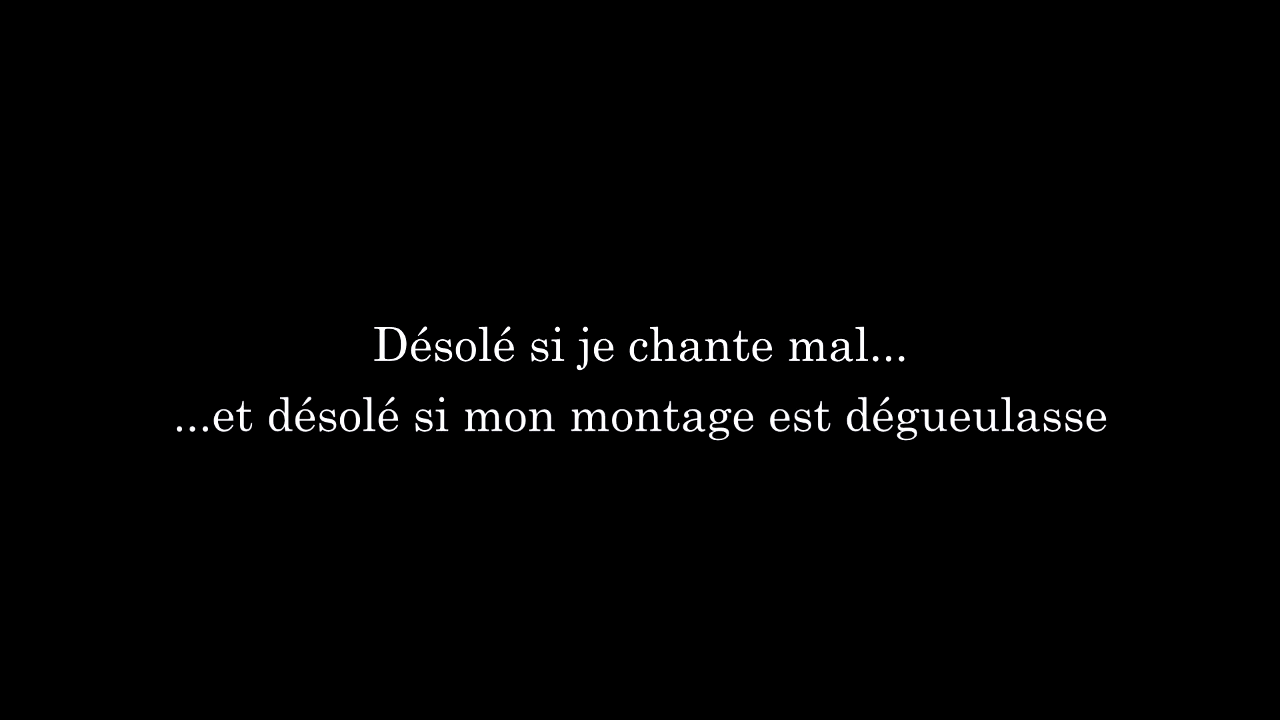 Désolé si je chante mal...
...et désolé si mon montage est dégueulasse